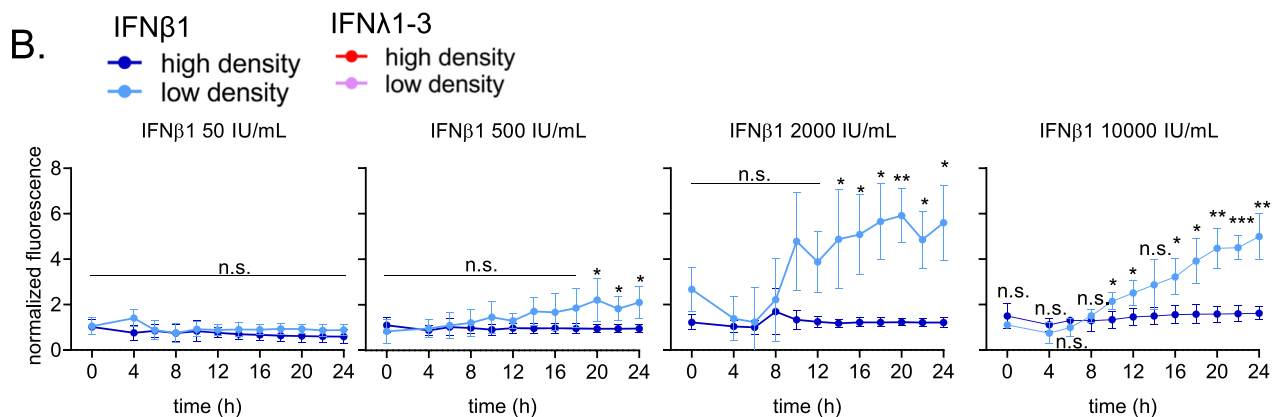 B.
IFNβ1
high density
low density
IFNλ1-3
high density
low density
normalized fluorescence
IFNβ1 50 IU/mL
8
6
4
2
0
n.s.
0 4 8 12 16 20 24
time (h)
IFNβ1 500 IU/mL
n.s.
* * *
0 4 8 12 16 20 24
time (h)
IFNβ1 2000 IU/mL
n.s.
* * * ** * *
0 4 8 12 16 20 24
time (h)
IFNβ1 10000 IU/mL
n.s. n.s. n.s. n.s. * * n.s. * * ** *** **
0 4 8 12 16 20 24
time (h)